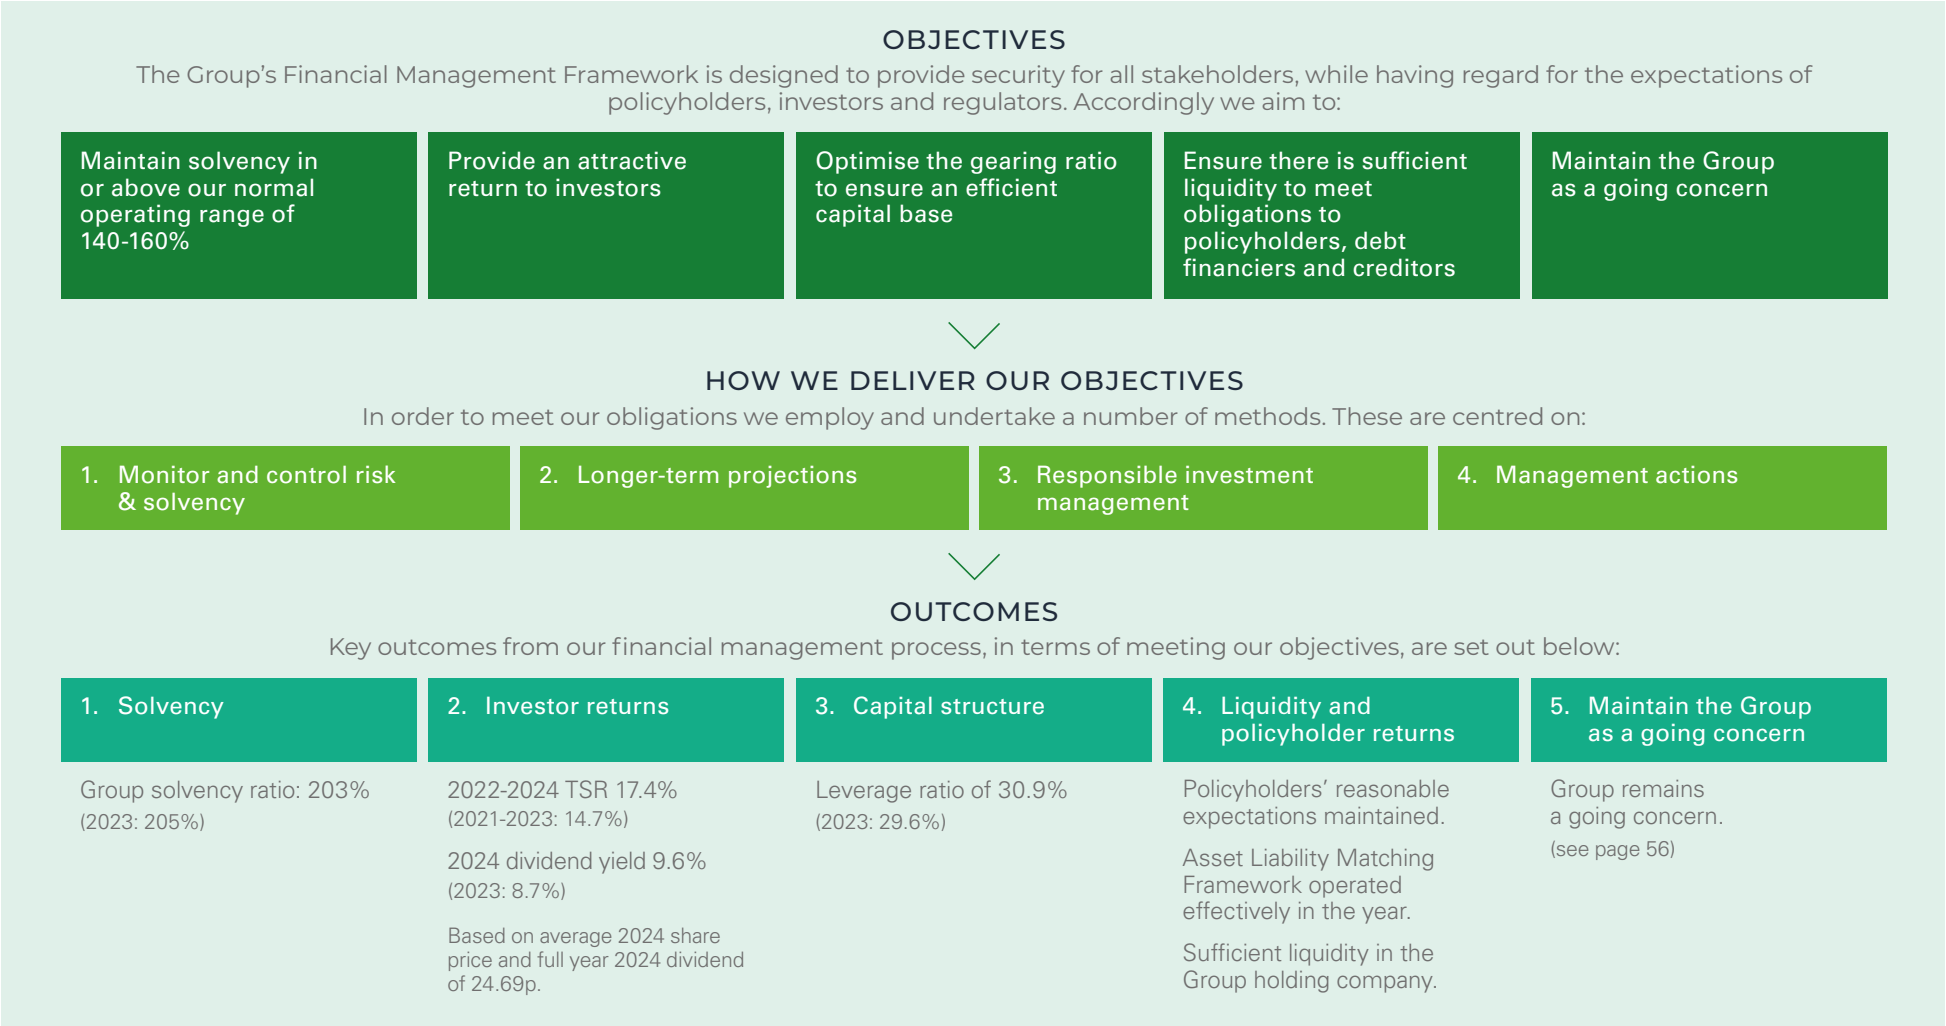 OBJECTIVES
The Group’s Financial Management Framework is designed to provide security for all stakeholders, while having regard for the expectations of
policyholders, investors and regulators. Accordingly we aim to:
Maintain solvency in
or above our normal
operating range of
140-160%
Provide an attractive
return to investors
Optimise the gearing ratio
to ensure an efficient
capital base
Ensure there is sufficient
liquidity to meet
obligations to
policyholders, debt
financiers and creditors
Maintain the Group
as a going concern
HOW WE DELIVER OUR OBJECTIVES
In order to meet our obligations we employ and undertake a number of methods. These are centred on:
1. Monitor and control risk
& solvency
2. Longer-term projections
3. Responsible investment
management
4. Management actions
OUTCOMES
Key outcomes from our financial management process, in terms of meeting our objectives, are set out below:
1. Solvency
Group solvency ratio: 203%
(2023: 205%)
2. Investor returns
2022-2024 TSR 17.4%
(2021-2023: 14.7%)
2024 dividend yield 9.6%
(2023: 8.7%)
Based on average 2024 share
price and full year 2024 dividend
of 24.69p.
3. Capital structure
Leverage ratio of 30.9%
(2023: 29.6%)
4. Liquidity and
policyholder returns
Policyholders’ reasonable
expectations maintained.
Asset Liability Matching
Framework operated
effectively in the year.
Sufficient liquidity in the
Group holding company.
5. Maintain the Group
as a going concern
Group remains
a going concern.
(see page 56)